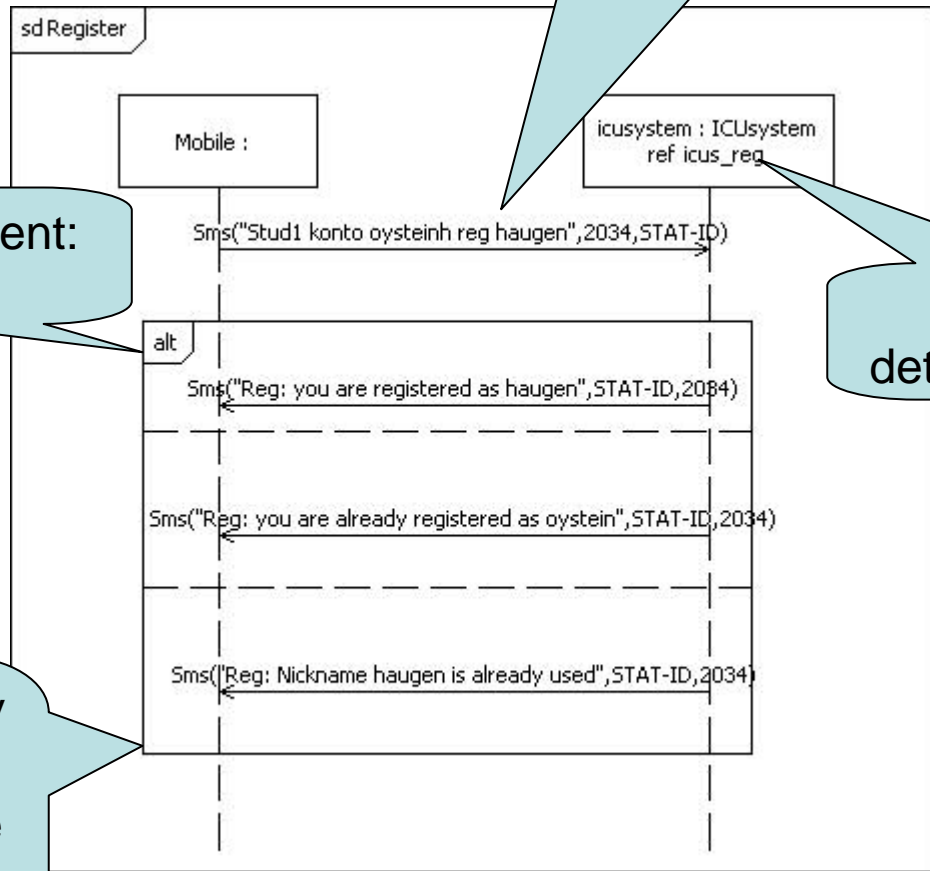 sd Register
Mobile :
icusystem : ICUsystem
ref icus_reg
Sms("Stud1 konto oysteinh reg haugen",2034,STAT-ID)
ent:
det
alt
Sms("Reg: you are registered as haugen",STAT-ID,2034)
Sms("Reg: you are already registered as oystein",STAT-ID,2034)
Sms("Reg: Nickname haugen is already used",STAT-ID,2034)